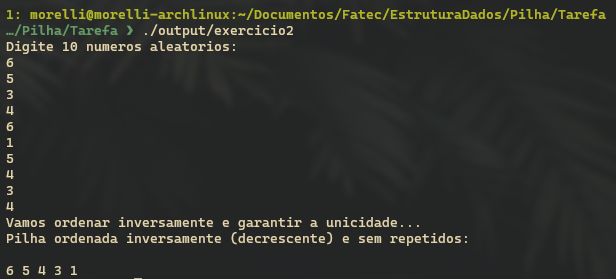 1: morelli@morelli-archlinux:~/Documentos/Fatec/EstruturaDados/Pilha/Tarefa
…/Pilha/Tarefa ❯ ./output/exercicio2
Digite 10 numeros aleatorios:
6
5
3
4
6
1
5
4
3
4
Vamos ordenar inversamente e garantir a unicidade...
Pilha ordenada inversamente (decrescente) e sem repetidos:
6 5 4 3 1